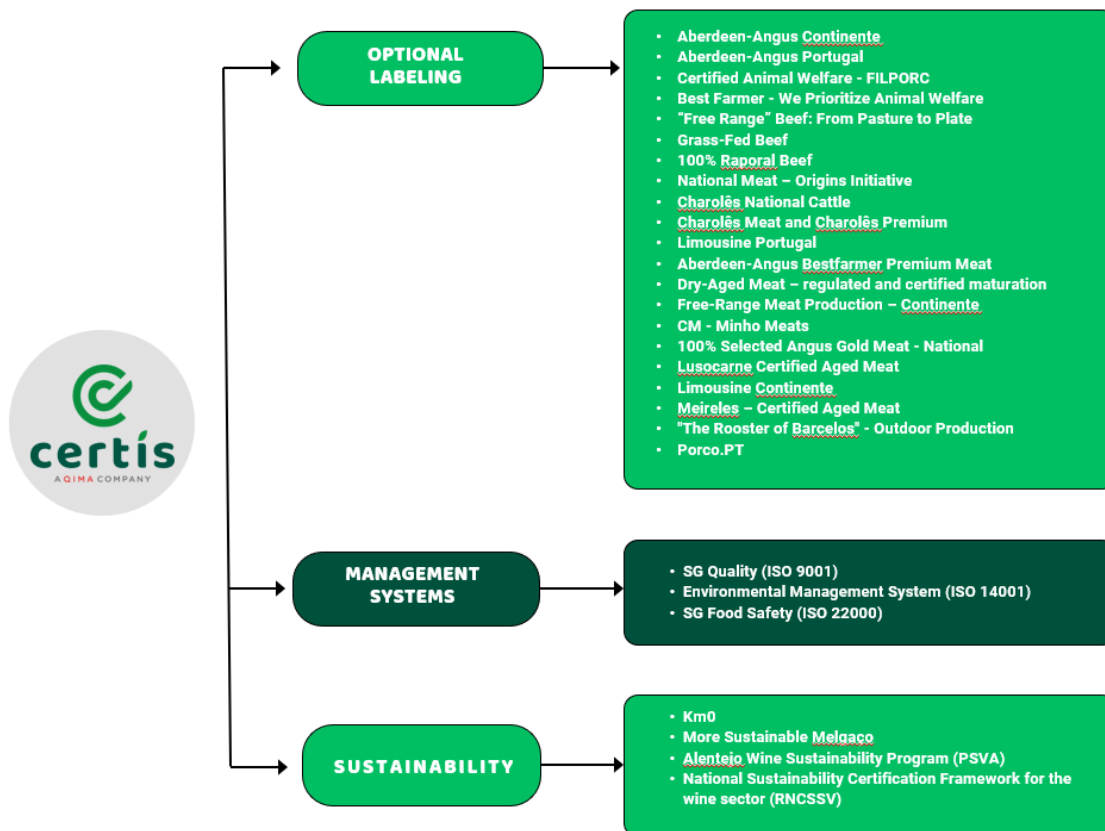 OPTIONAL
LABELING
• Aberdeen-Angus Continente
• Aberdeen-Angus Portugal
• Certified Animal Welfare - FILPORC
• Best Farmer - We Prioritize Animal Welfare
• “Free Range” Beef: From Pasture to Plate
• Grass-Fed Beef
• 100% Raporal Beef
• National Meat – Origins Initiative
• Charolês National Cattle
• Charolês Meat and Charolês Premium
• Limousine Portugal
• Aberdeen-Angus Bestfarmer Premium Meat
• Dry-Aged Meat – regulated and certified maturation
• Free-Range Meat Production – Continente
• CM - Minho Meats
• 100% Selected Angus Gold Meat - National
• Lusocarne Certified Aged Meat
• Limousine Continente
• Meireles – Certified Aged Meat
• "The Rooster of Barcelos" - Outdoor Production
• Porco.PT
certis
A QIMA COMPANY
MANAGEMENT
SYSTEMS
• SG Quality (ISO 9001)
• Environmental Management System (ISO 14001)
• SG Food Safety (ISO 22000)
SUSTAINABILITY
• Km0
• More Sustainable Melgaço
• Alentejo Wine Sustainability Program (PSVA)
• National Sustainability Certification Framework for the
wine sector (RNCSSV)